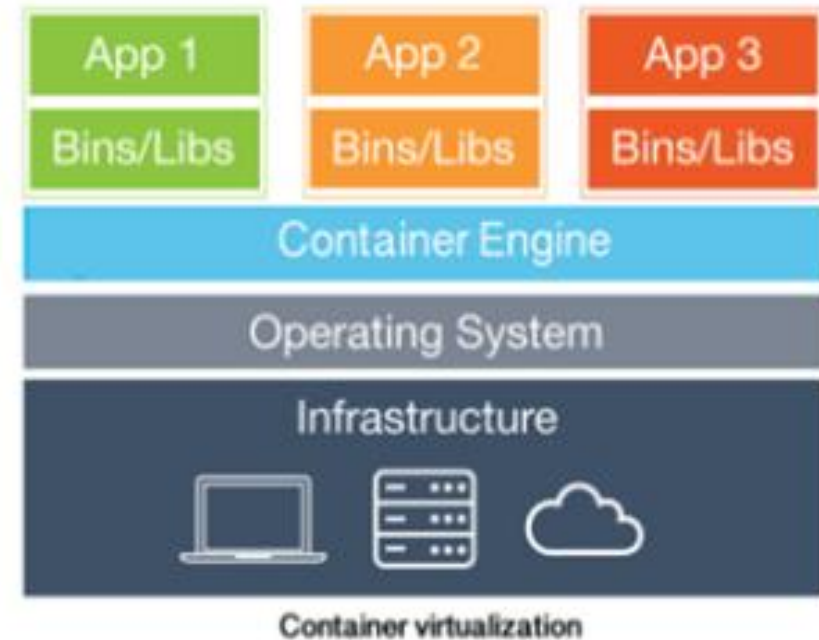 App 1
App 2
App 3
Bins/Libs
Bins/Libs
Bins/Libs
Container Engine
Operating System
Infrastructure
Container virtualization